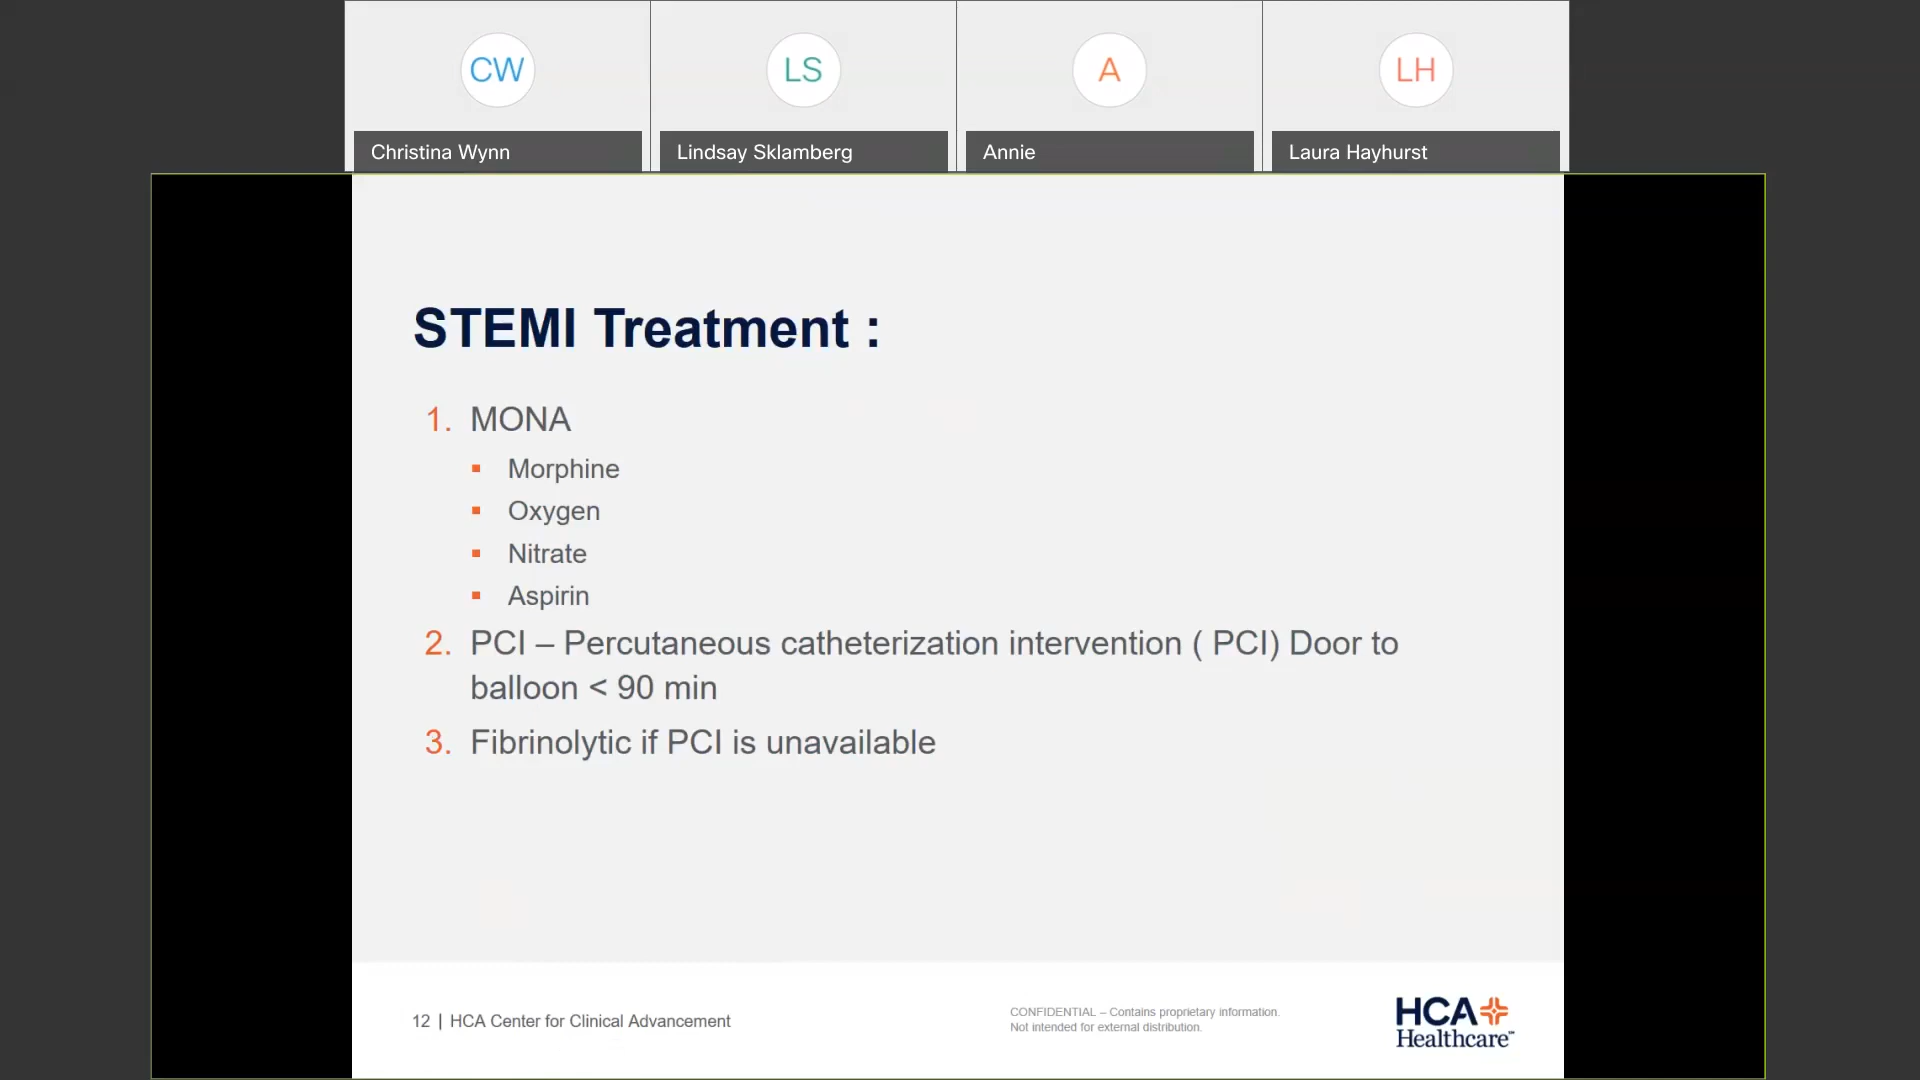 CW
LS
A
LH
Christina Wynn
Lindsay Sklamberg
Annie
Laura Hayhurst
STEMI Treatment :
1. MONA
▪ Morphine
▪ Oxygen
▪ Nitrate
▪ Aspirin
2. PCI – Percutaneous catheterization intervention ( PCI) Door to
balloon < 90 min
3. Fibrinolytic if PCI is unavailable
12 | HCA Center for Clinical Advancement
CONFIDENTIAL – Contains proprietary information.
Not intended for external distribution.
HCA
Healthcare℠